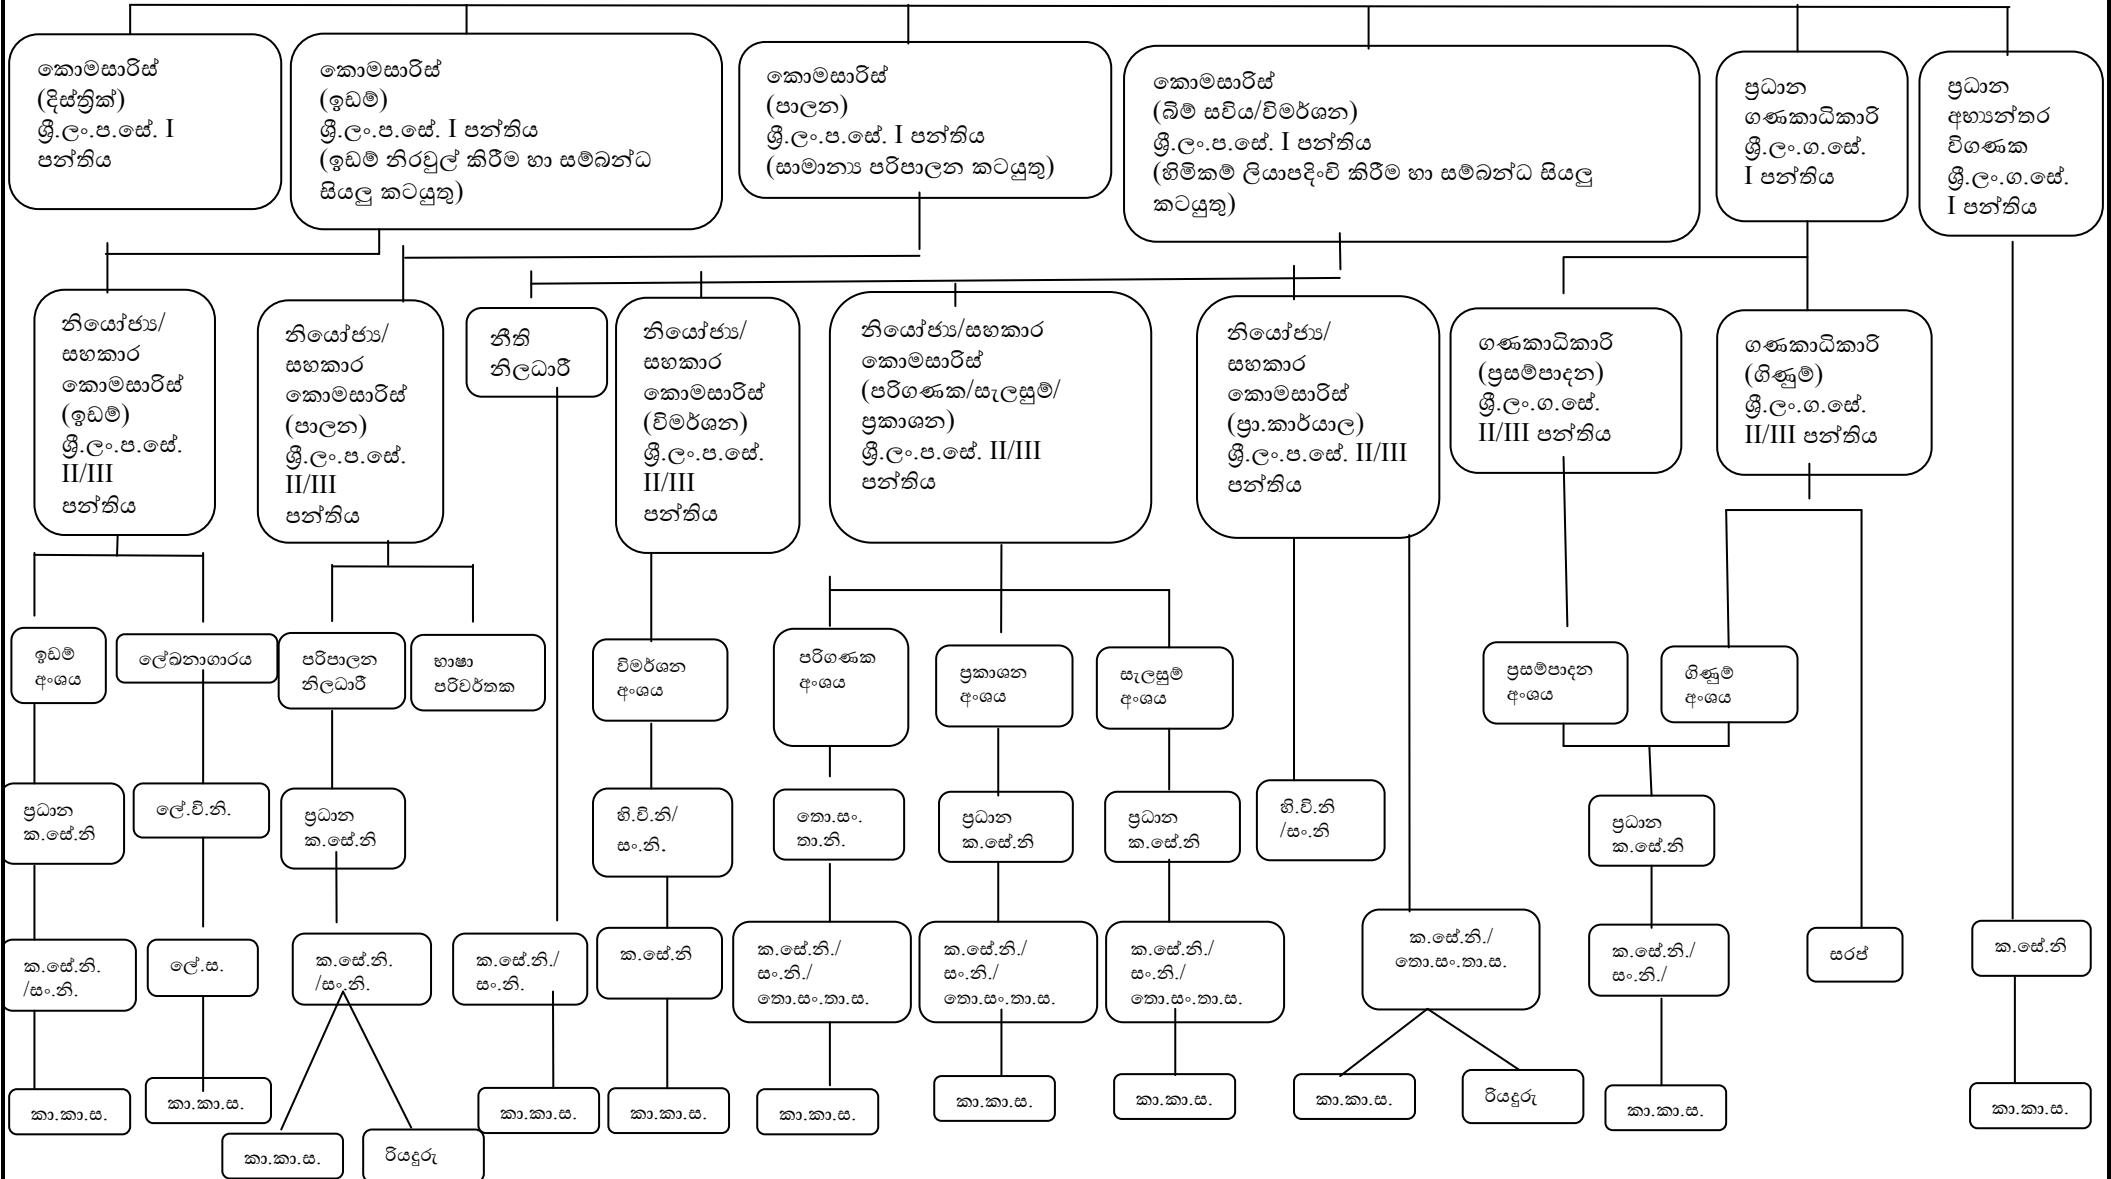 කොමසාරිස්
(දිස්ත්‍රික්)
ශ්‍රී.ලං.ප.සේ. I
පන්තිය
කොමසාරිස්
(ඉඩම්)
ශ්‍රී.ලං.ප.සේ. I පන්තිය
(ඉඩම් නිරවුල් කිරීම හා සම්බන්ධ
සියලු කටයුතු)
කොමසාරිස්
(පාලන)
ශ්‍රී.ලං.ප.සේ. I පන්තිය
(සාමාන්‍ය පරිපාලන කටයුතු)
කොමසාරිස්
(බිම් සවිය/විමර්ශන)
ශ්‍රී.ලං.ප.සේ. I පන්තිය
(හිමිකම් ලියාපදිංචි කිරීම හා සම්බන්ධ සියලු
කටයුතු)
ප්‍රධාන
ගණකාධිකාරි
ශ්‍රී.ලං.ග.සේ.
I පන්තිය
ප්‍රධාන
අභ්‍යන්තර
විගණක
ශ්‍රී.ලං.ග.සේ.
I පන්තිය
නියෝජ්‍ය/
සහකාර
කොමසාරිස්
(ඉඩම්)
ශ්‍රී.ලං.ප.සේ.
II/III
පන්තිය
නියෝජ්‍ය/
සහකාර
කොමසාරිස්
(පාලන)
ශ්‍රී.ලං.ප.සේ.
II/III
පන්තිය
නීති
නිලධාරී
නියෝජ්‍ය/
සහකාර
කොමසාරිස්
(විමර්ශන)
ශ්‍රී.ලං.ප.සේ.
II/III
පන්තිය
නියෝජ්‍ය/සහකාර
කොමසාරිස්
(පරිගණක/සැලසුම්/
ප්‍රකාශන)
ශ්‍රී.ලං.ප.සේ. II/III
පන්තිය
නියෝජ්‍ය/
සහකාර
කොමසාරිස්
(ප්‍රා.කාර්යාල)
ශ්‍රී.ලං.ප.සේ. II/III
පන්තිය
ගණකාධිකාරි
(ප්‍රසම්පාදන)
ශ්‍රී.ලං.ග.සේ.
II/III පන්තිය
ගණකාධිකාරි
(ගිණුම්)
ශ්‍රී.ලං.ග.සේ.
II/III පන්තිය
ඉඩම්
අංශය
ලේඛනාගාරය
පරිපාලන
නිලධාරී
භාෂා
පරිවර්තක
විමර්ශන
අංශය
පරිගණක
අංශය
ප්‍රකාශන
අංශය
සැලසුම්
අංශය
ප්‍රසම්පාදන
අංශය
ගිණුම්
අංශය
ප්‍රධාන
ක.සේ.නි
ලේ.වි.නි.
ප්‍රධාන
ක.සේ.නි
හි.වි.නි/
සං.නි.
තො.සං.
තා.නි.
ප්‍රධාන
ක.සේ.නි
ප්‍රධාන
ක.සේ.නි
හි.වි.නි
/සං.නි
ප්‍රධාන
ක.සේ.නි
ක.සේ.නි.
/සං.නි.
ලේ.ස.
ක.සේ.නි.
/සං.නි.
ක.සේ.නි./
සං.නි.
ක.සේ.නි
ක.සේ.නි./
සං.නි./
තො.සං.තා.ස.
ක.සේ.නි./
සං.නි./
තො.සං.තා.ස.
ක.සේ.නි./
සං.නි./
තො.සං.තා.ස.
ක.සේ.නි./
තො.සං.තා.ස.
ක.සේ.නි./
සං.නි./
සරප්
ක.සේ.නි
කා.කා.ස.
කා.කා.ස.
කා.කා.ස.
රියදුරු
කා.කා.ස.
කා.කා.ස.
කා.කා.ස.
කා.කා.ස.
කා.කා.ස.
කා.කා.ස.
රියදුරු
කා.කා.ස.
කා.කා.ස.